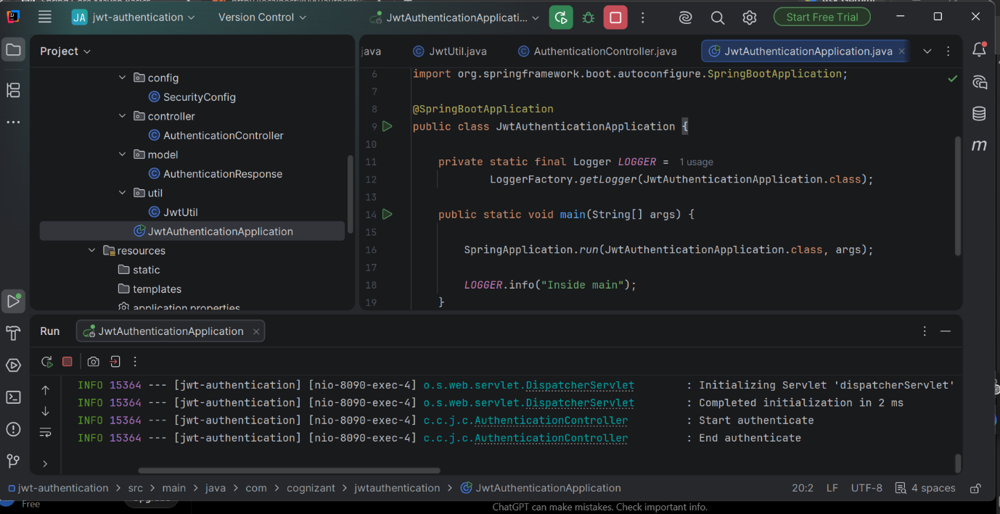 JA jwt-authentication
Version Control
JwtAuthenticationApplicati...
Start Free Trial
Project
config
SecurityConfig
controller
AuthenticationController
model
AuthenticationResponse
util
JwtUtil
JwtAuthenticationApplication
resources
static
templates
application.properties
java
JwtUtil.java
AuthenticationController.java
JwtAuthenticationApplication.java
6 import org.springframework.boot.autoconfigure.SpringBootApplication;
7
8 @SpringBootApplication
9 public class JwtAuthenticationApplication {
10
11 private static final Logger LOGGER = 1 usage
12 LoggerFactory.getLogger(JwtAuthenticationApplication.class);
13
14 public static void main(String[] args) {
15
16 SpringApplication.run(JwtAuthenticationApplication.class, args);
17
18 LOGGER.info("Inside main");
19 }
m
Run JwtAuthenticationApplication
INFO 15364 --- [jwt-authentication] [nio-8090-exec-4] o.s.web.servlet.DispatcherServlet : Initializing Servlet 'dispatcherServlet'
INFO 15364 --- [jwt-authentication] [nio-8090-exec-4] o.s.web.servlet.DispatcherServlet : Completed initialization in 2 ms
INFO 15364 --- [jwt-authentication] [nio-8090-exec-4] c.c.j.c.AuthenticationController : Start authenticate
INFO 15364 --- [jwt-authentication] [nio-8090-exec-4] c.c.j.c.AuthenticationController : End authenticate
jwt-authentication > src > main > java > com > cognizant > jwtauthentication > JwtAuthenticationApplication
20:2 LF UTF-8 4 spaces
Free
ChatGPT can make mistakes. Check important info.